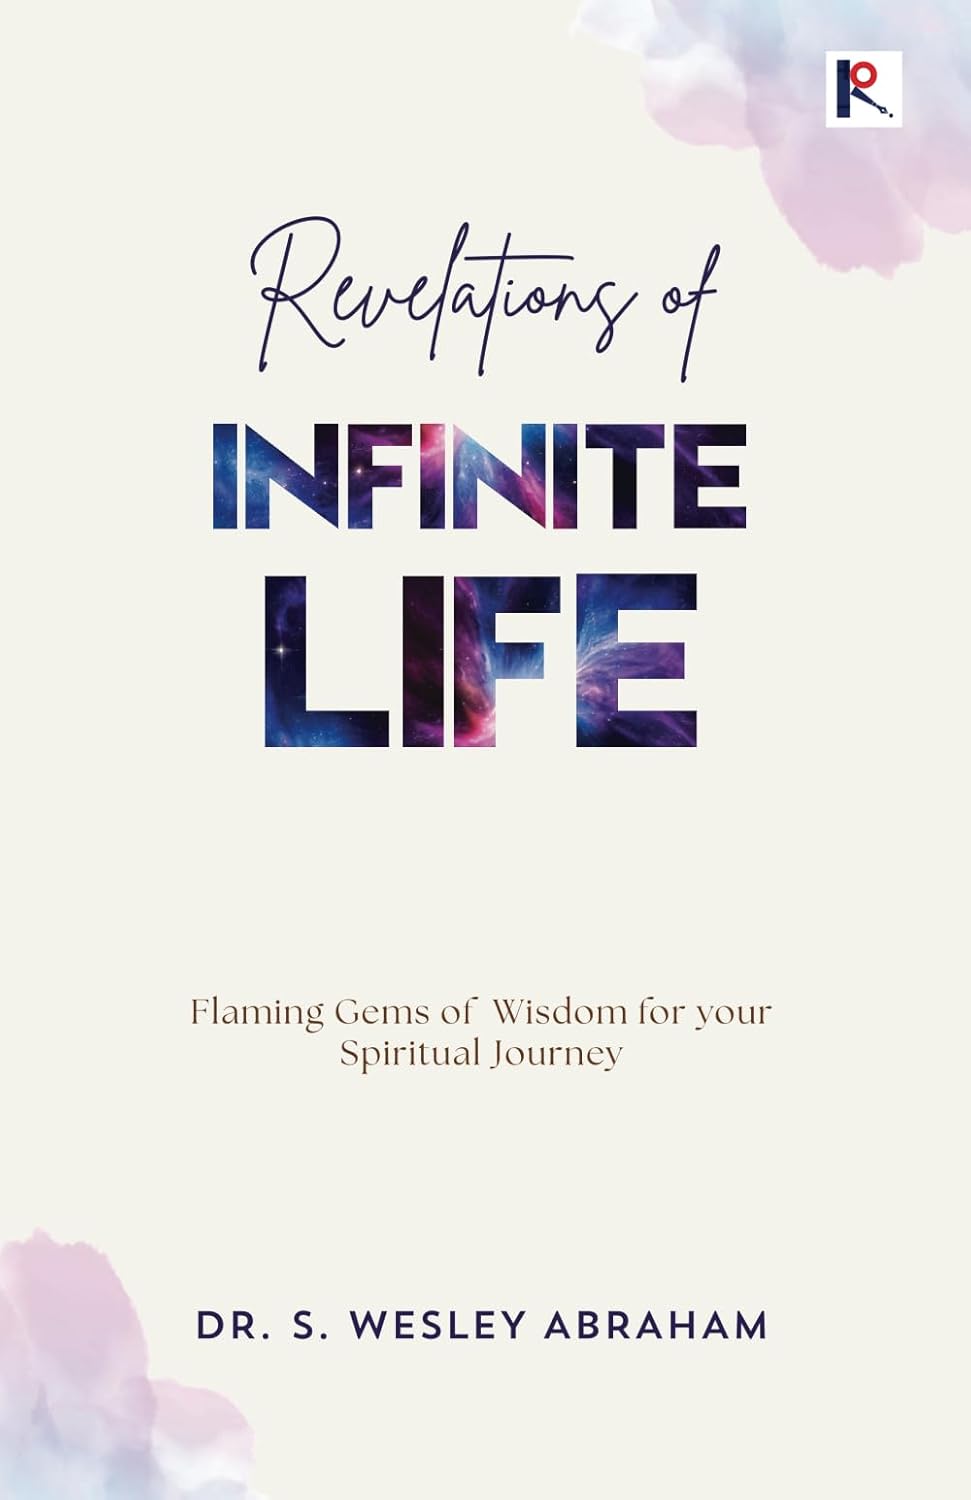 Revelations of
INFINITE
LIFE
Flaming Gems of Wisdom for your
Spiritual Journey
DR. S. WESLEY ABRAHAM